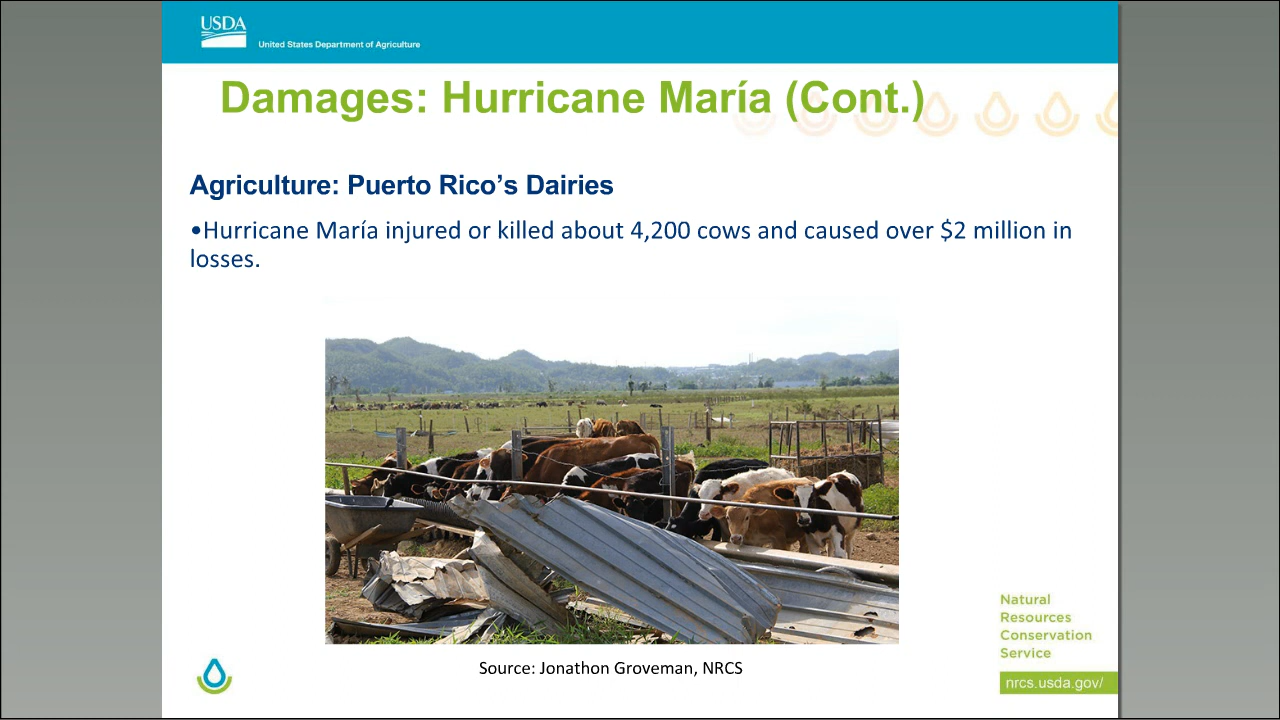 USDA
United States Department of Agriculture
Damages: Hurricane María (Cont.)
Agriculture: Puerto Rico’s Dairies
•Hurricane María injured or killed about 4,200 cows and caused over $2 million in
losses.
Source: Jonathon Groveman, NRCS
Natural
Resources
Conservation
Service
nrcs.usda.gov/